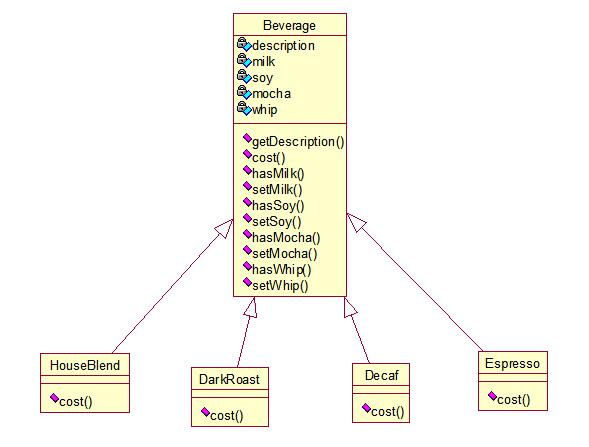 Beverage
description
milk
soy
mocha
whip
getDescription()
cost()
hasMilk()
setMilk()
hasSoy()
setSoy()
hasMocha()
setMocha()
hasWhip()
setWhip()
HouseBlend
cost()
DarkRoast
cost()
Decaf
cost()
Espresso
cost()